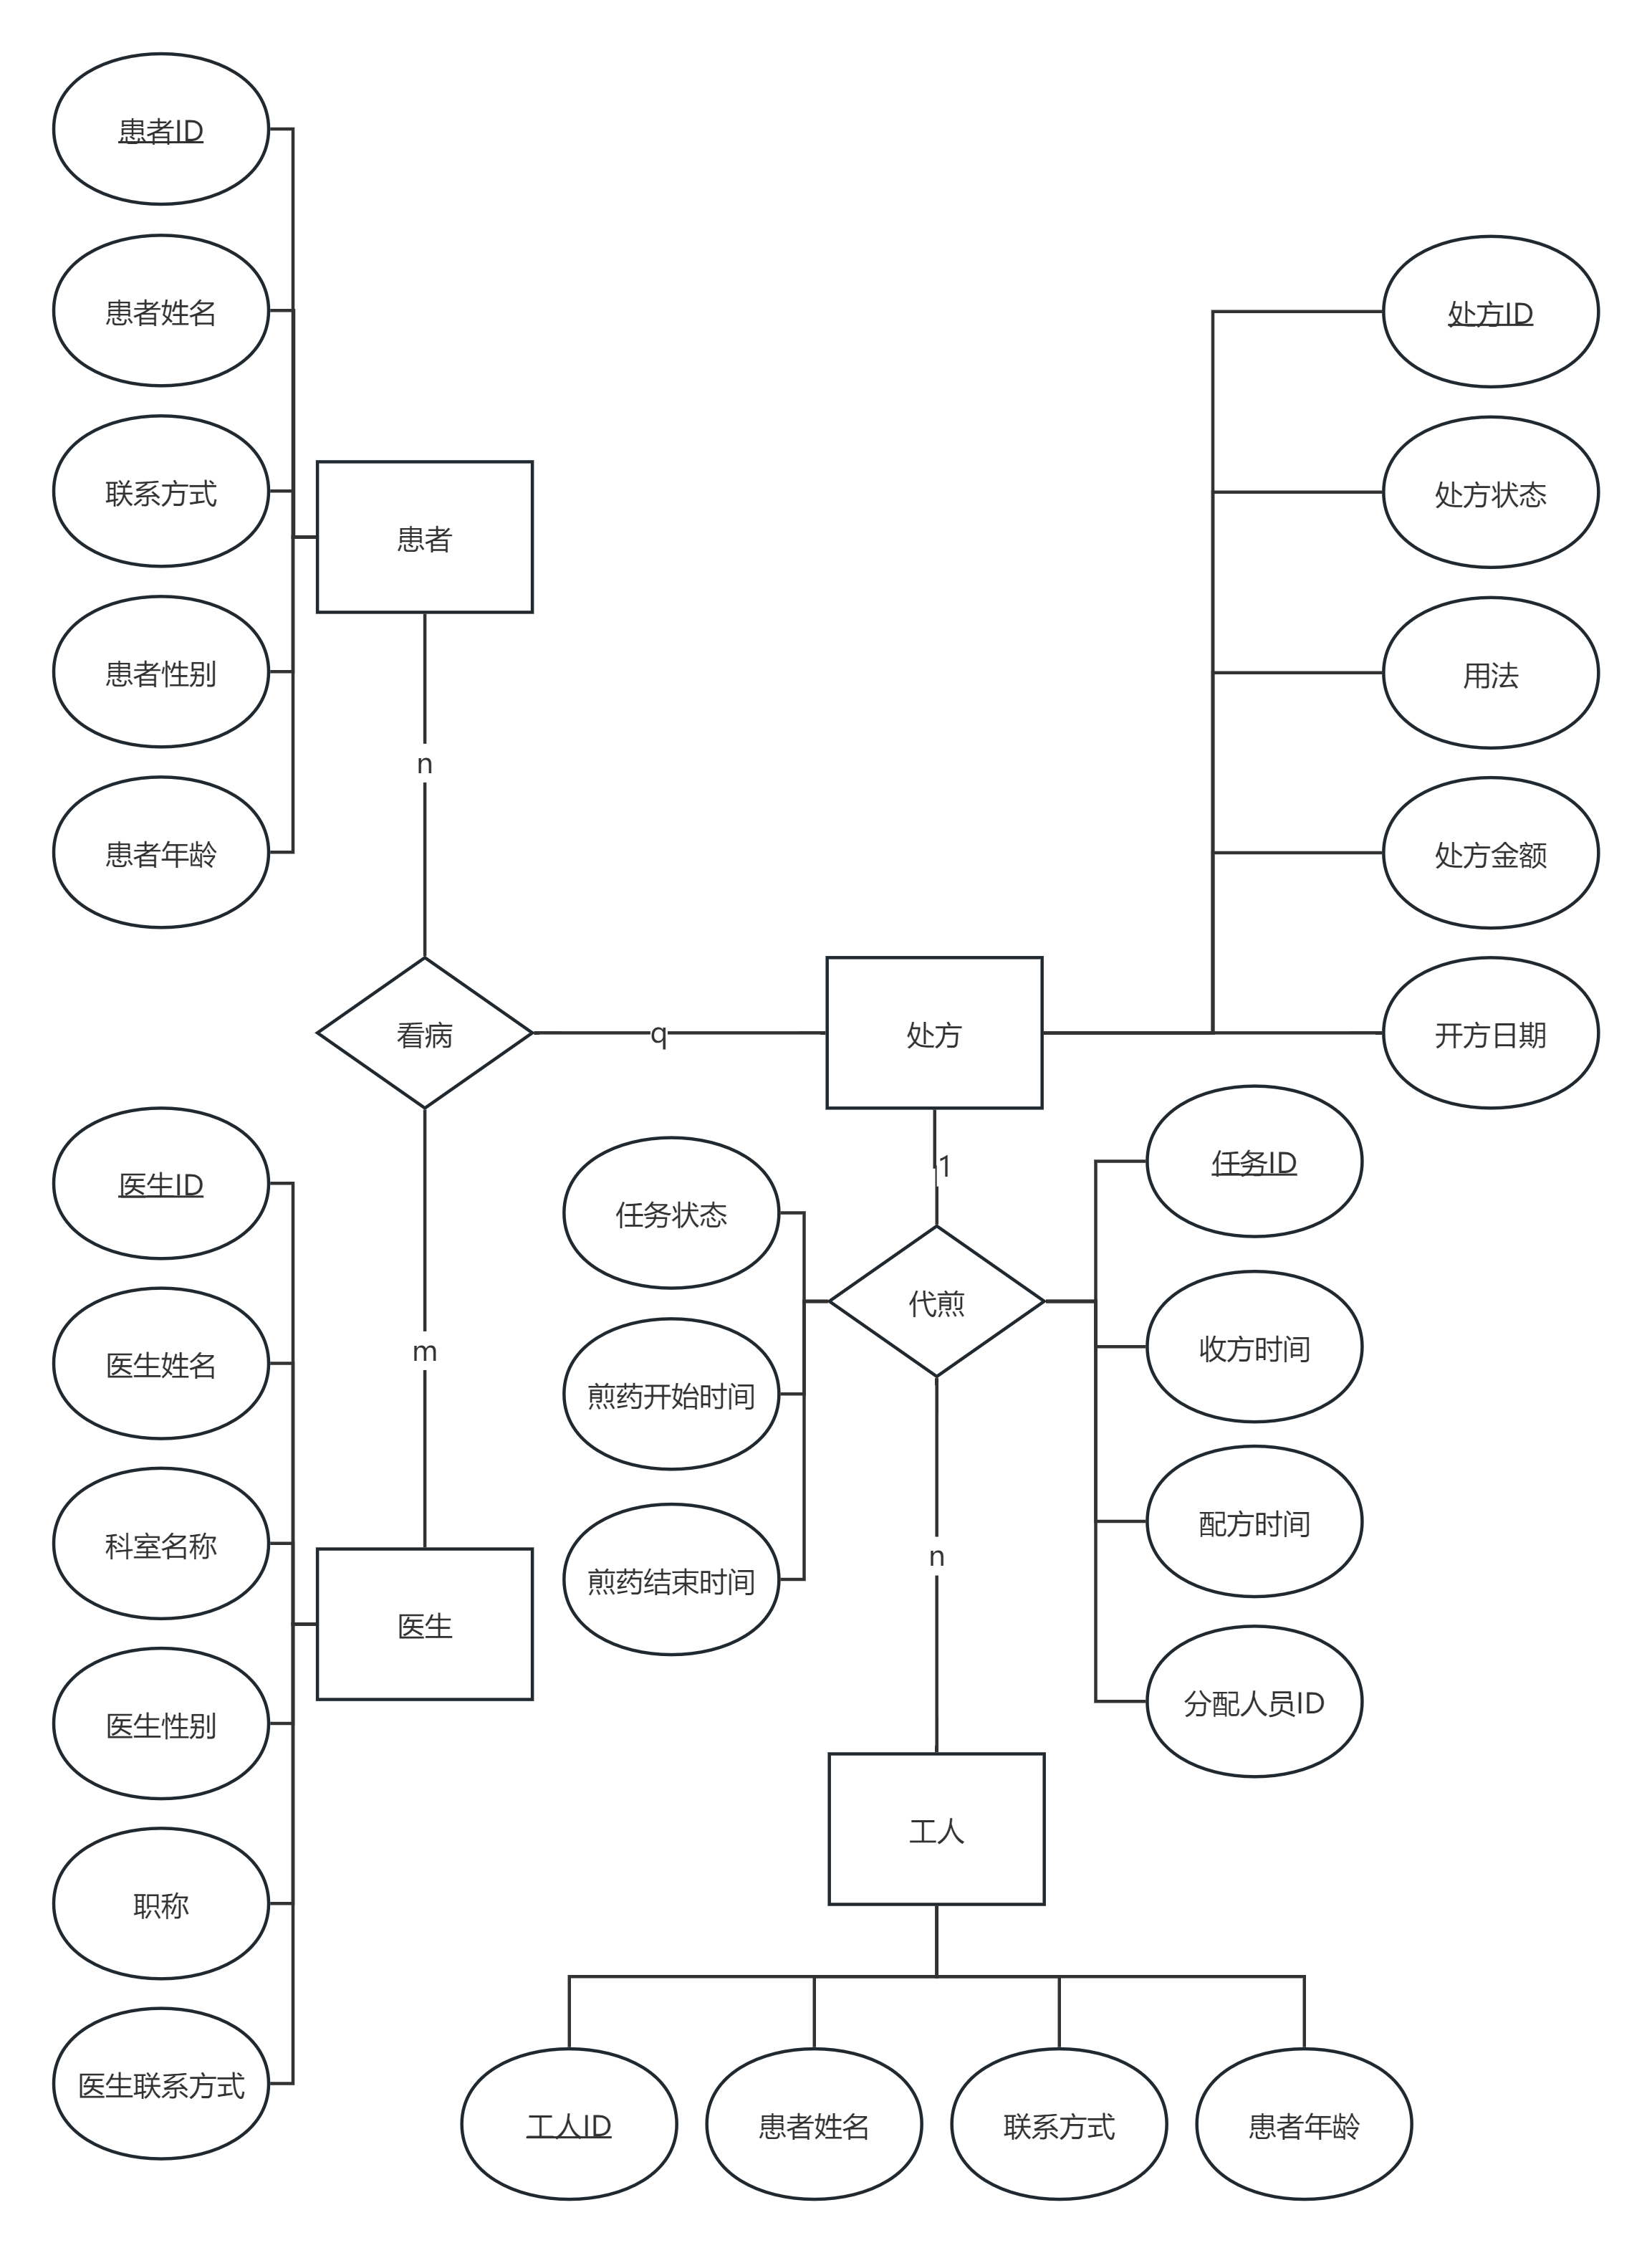 患者ID
患者姓名
联系方式
患者性别
患者年龄
患者
n
看病
q
处方
处方ID
处方状态
用法
处方金额
开方日期
m
医生ID
医生姓名
科室名称
医生性别
职称
医生联系方式
医生
1
任务状态
煎药开始时间
煎药结束时间
代煎
任务ID
收方时间
配方时间
分配人员ID
n
工人
工人ID
患者姓名
联系方式
患者年龄